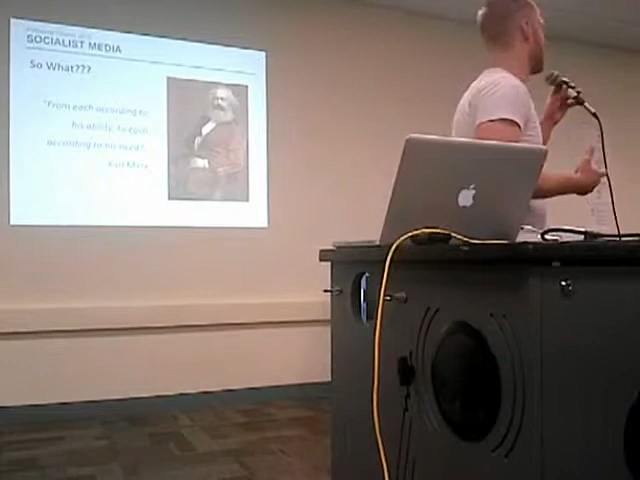 SOCIALIST MEDIA
So What???
"From each according to
his ability, to each
according to his need".
Karl Marx